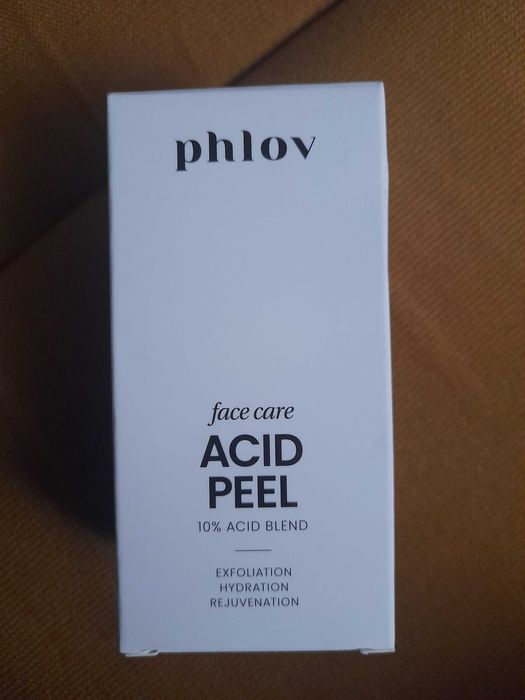 phlov
face care
ACID
PEEL
10% ACID BLEND
EXFOLIATION
HYDRATION
REJUVENATION